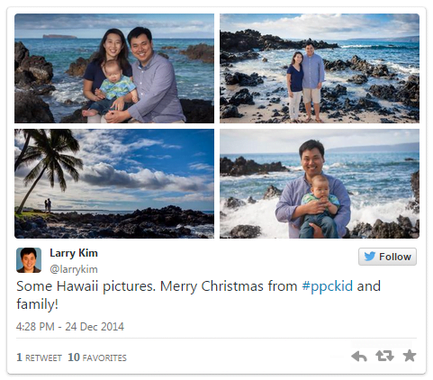 Larry Kim
@larrykim
Follow
Some Hawaii pictures. Merry Christmas from #ppckid and
family!
4:28 PM - 24 Dec 2014
1 RETWEET 10 FAVORITES